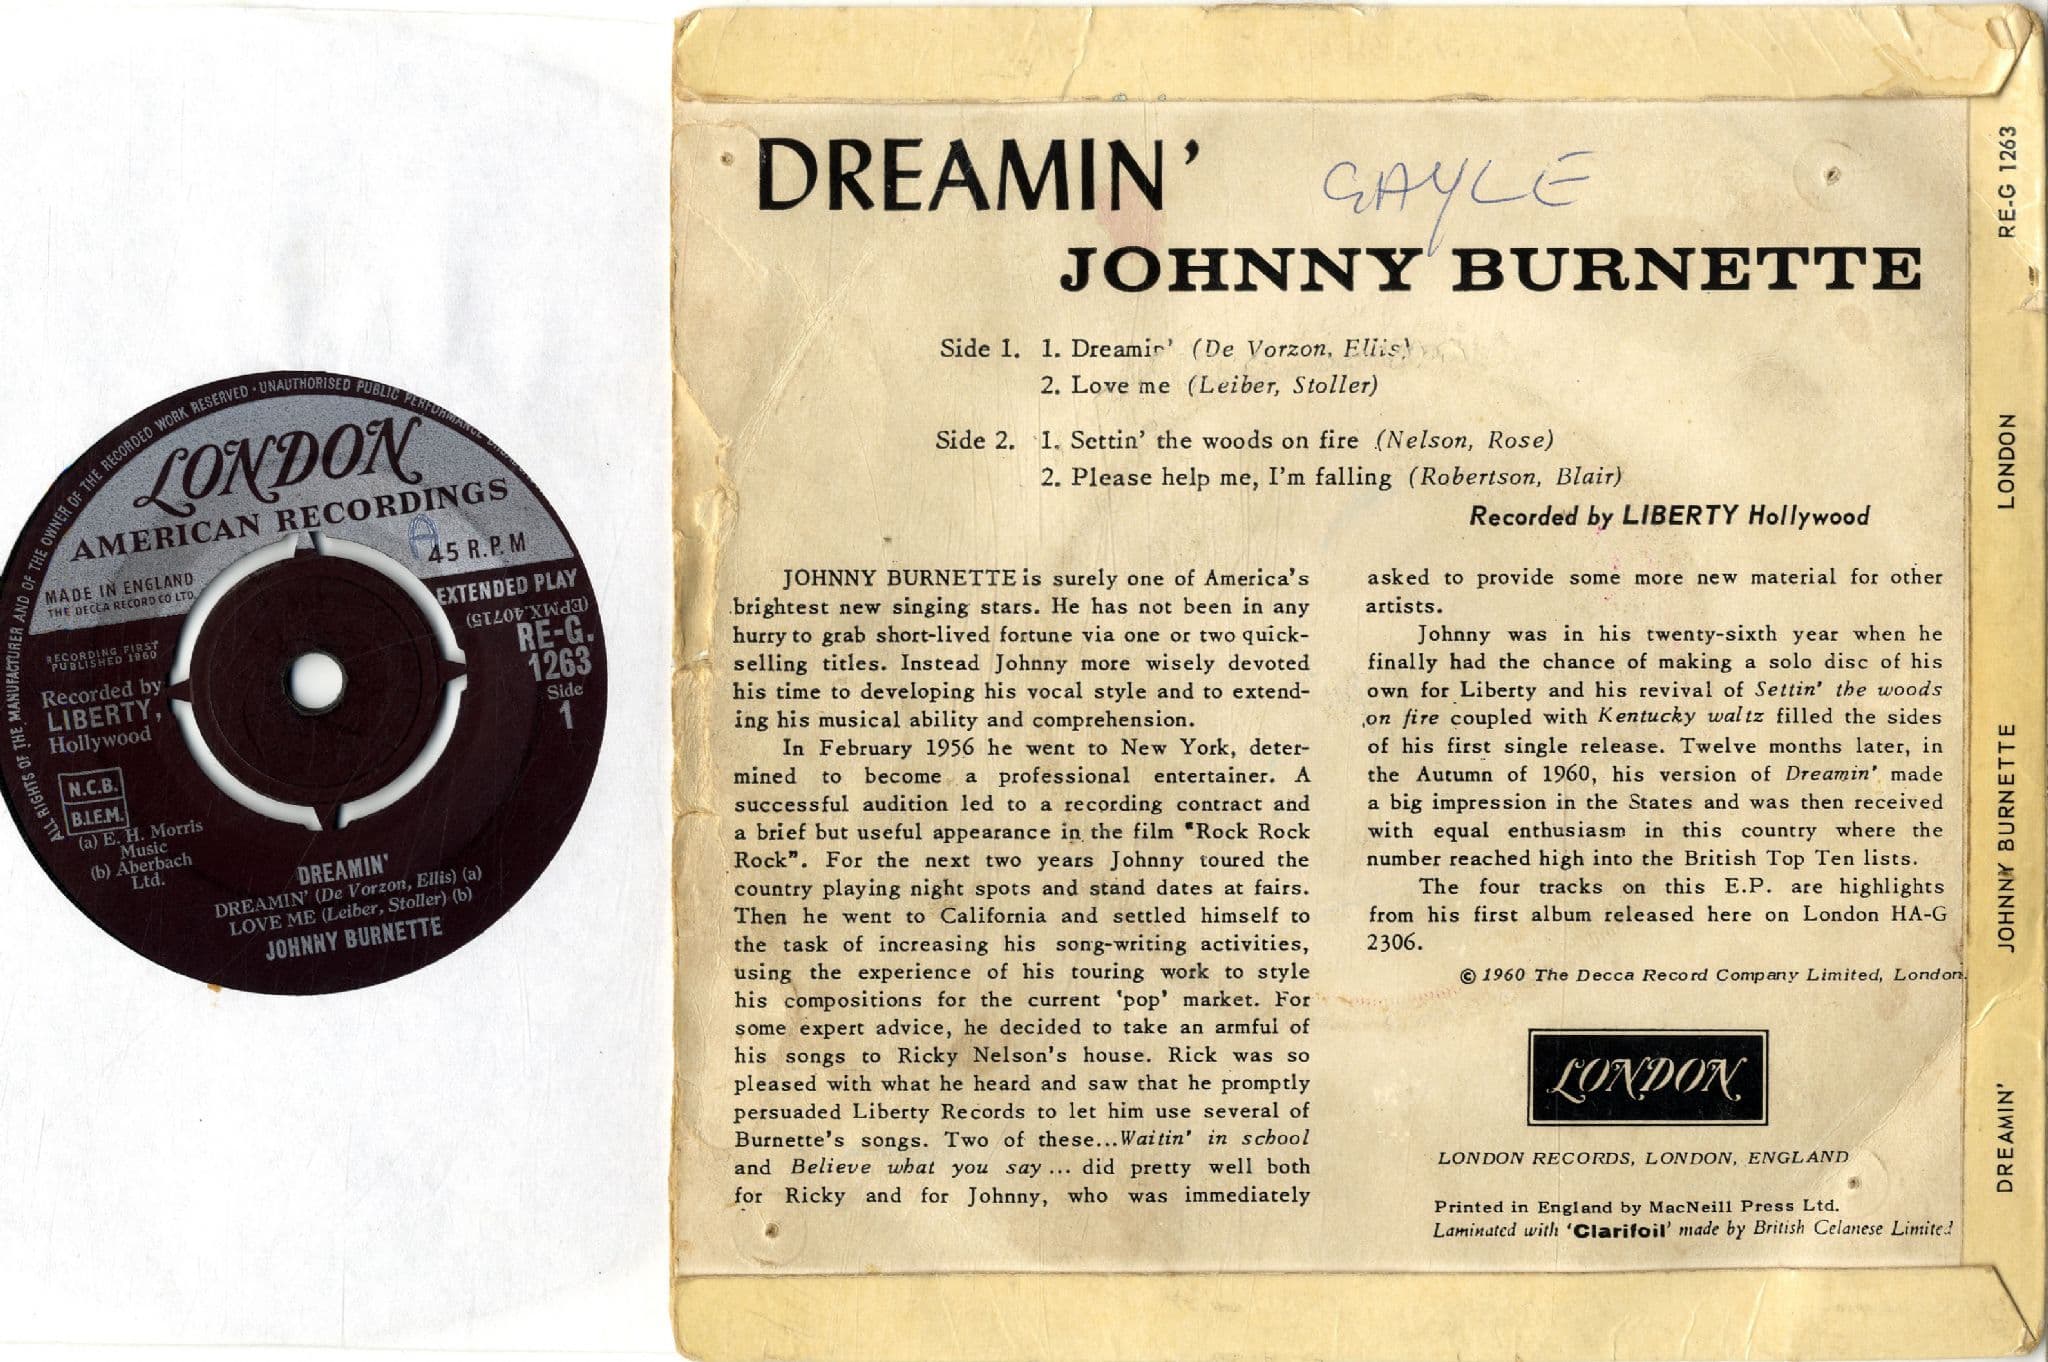 ALL RIGHTS OF THE MANUFACTURER AND OF THE OWNER OF THE RECORDED WORK RESERVED · UNAUTHORISED PUBLIC PERFORMANCE
LONDON
AMERICAN RECORDINGS
A
45 R.P.M
MADE IN ENGLAND
THE DECCA RECORD CO LTD.
EXTENDED PLAY
(EPMX.40715)
RE-G.
1263
Side
1
RECORDING FIRST
PUBLISHED 1960
Recorded by
LIBERTY,
Hollywood
N.C.B.
B.I.E.M.
(a) E. H. Morris
Music
(b) Aberbach
Ltd.
DREAMIN'
DREAMIN' (De Vorzon, Ellis) (a)
LOVE ME (Leiber, Stoller) (b)
JOHNNY BURNETTE
DREAMIN'
GAYLE
JOHNNY BURNETTE
Side 1. 1. Dreamin' (De Vorzon, Ellis)
2. Love me (Leiber, Stoller)
Side 2. 1. Settin' the woods on fire (Nelson, Rose)
2. Please help me, I'm falling (Robertson, Blair)
Recorded by LIBERTY Hollywood
JOHNNY BURNETTE is surely one of America's
brightest new singing stars. He has not been in any
hurry to grab short-lived fortune via one or two quick-
selling titles. Instead Johnny more wisely devoted
his time to developing his vocal style and to extend-
ing his musical ability and comprehension.
In February 1956 he went to New York, deter-
mined to become a professional entertainer. A
successful audition led to a recording contract and
a brief but useful appearance in the film "Rock Rock
Rock". For the next two years Johnny toured the
country playing night spots and stand dates at fairs.
Then he went to California and settled himself to
the task of increasing his song-writing activities,
using the experience of his touring work to style
his compositions for the current 'pop' market. For
some expert advice, he decided to take an armful of
his songs to Ricky Nelson's house. Rick was so
pleased with what he heard and saw that he promptly
persuaded Liberty Records to let him use several of
Burnette's songs. Two of these...Waitin' in school
and Believe what you say ... did pretty well both
for Ricky and for Johnny, who was immediately
asked to provide some more new material for other
artists.
Johnny was in his twenty-sixth year when he
finally had the chance of making a solo disc of his
own for Liberty and his revival of Settin' the woods
on fire coupled with Kentucky waltz filled the sides
of his first single release. Twelve months later, in
the Autumn of 1960, his version of Dreamin' made
a big impression in the States and was then received
with equal enthusiasm in this country where the
number reached high into the British Top Ten lists.
The four tracks on this E.P. are highlights
from his first album released here on London HA-G
2306.
© 1960 The Decca Record Company Limited, London.
LONDON
LONDON RECORDS, LONDON, ENGLAND
Printed in England by MacNeill Press Ltd.
Laminated with 'Clarifoil' made by British Celanese Limited
RE-G 1263
LONDON
JOHNNY BURNETTE
DREAMIN'